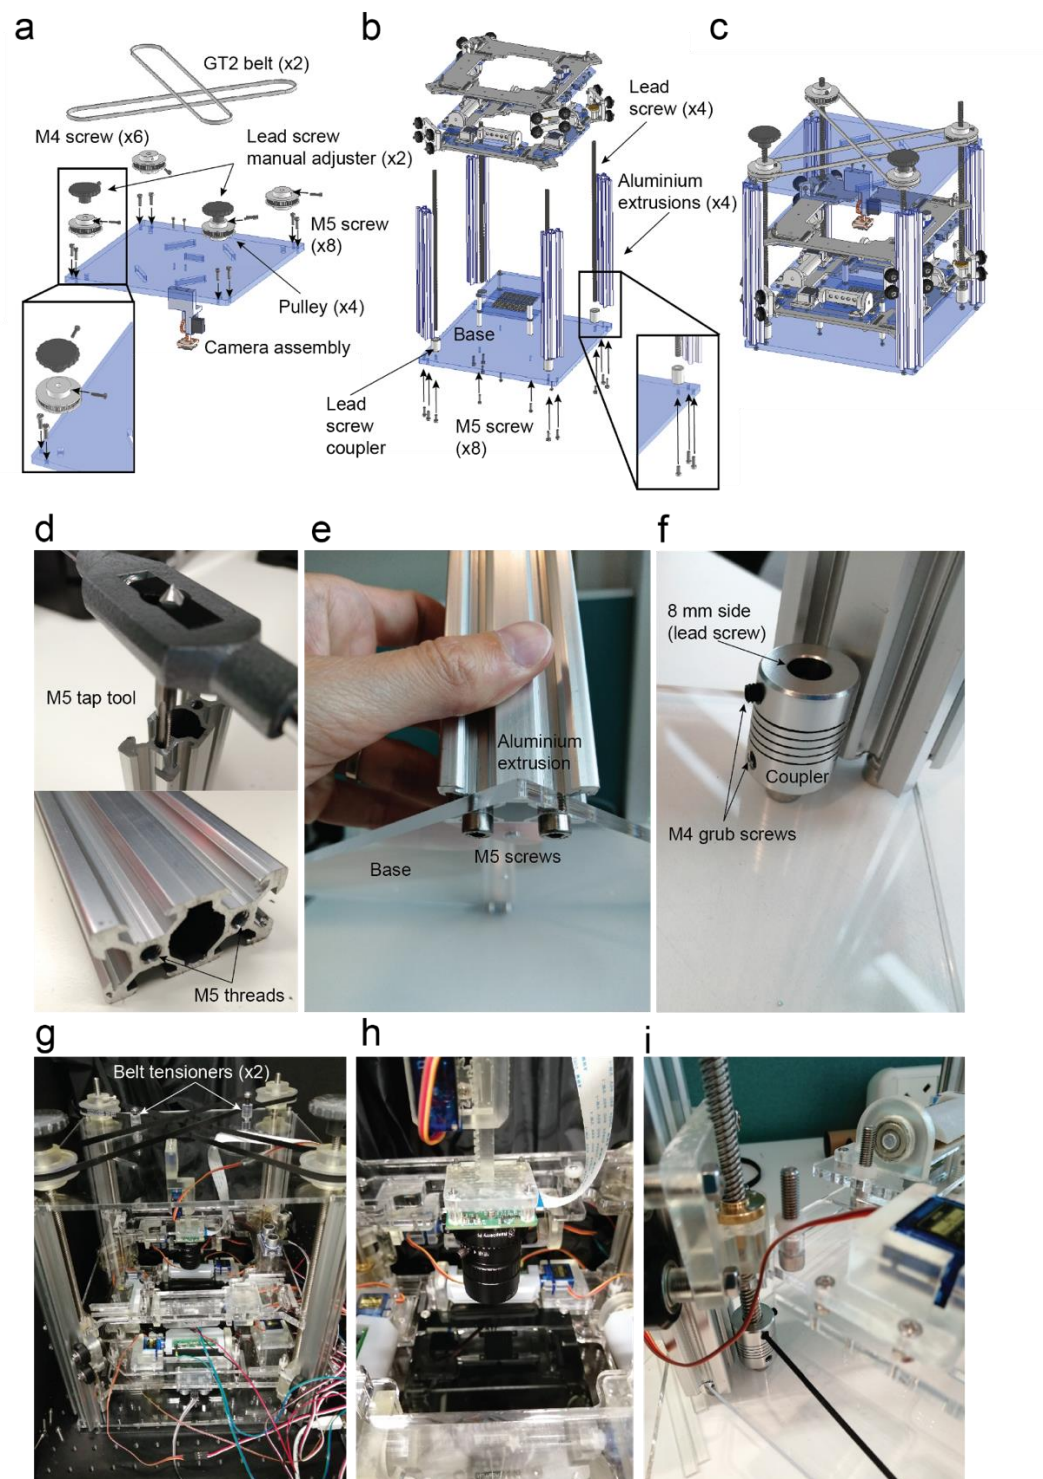 a
b
c
GT2 belt (x2)
M4 screw (x6)
Lead screw
manual adjuster (x2)
M5 screw
(x8)
Pulley (x4)
Camera assembly
Lead
screw (x4)
Aluminium
extrusions (x4)
Base
Lead
screw
coupler
M5 screw
(x8)
d
e
f
M5 tap tool
M5 threads
Aluminium
extrusion
M5 screws
Base
8 mm side
(lead screw)
Coupler
M4 grub screws
g
h
i
Belt tensioners (x2)